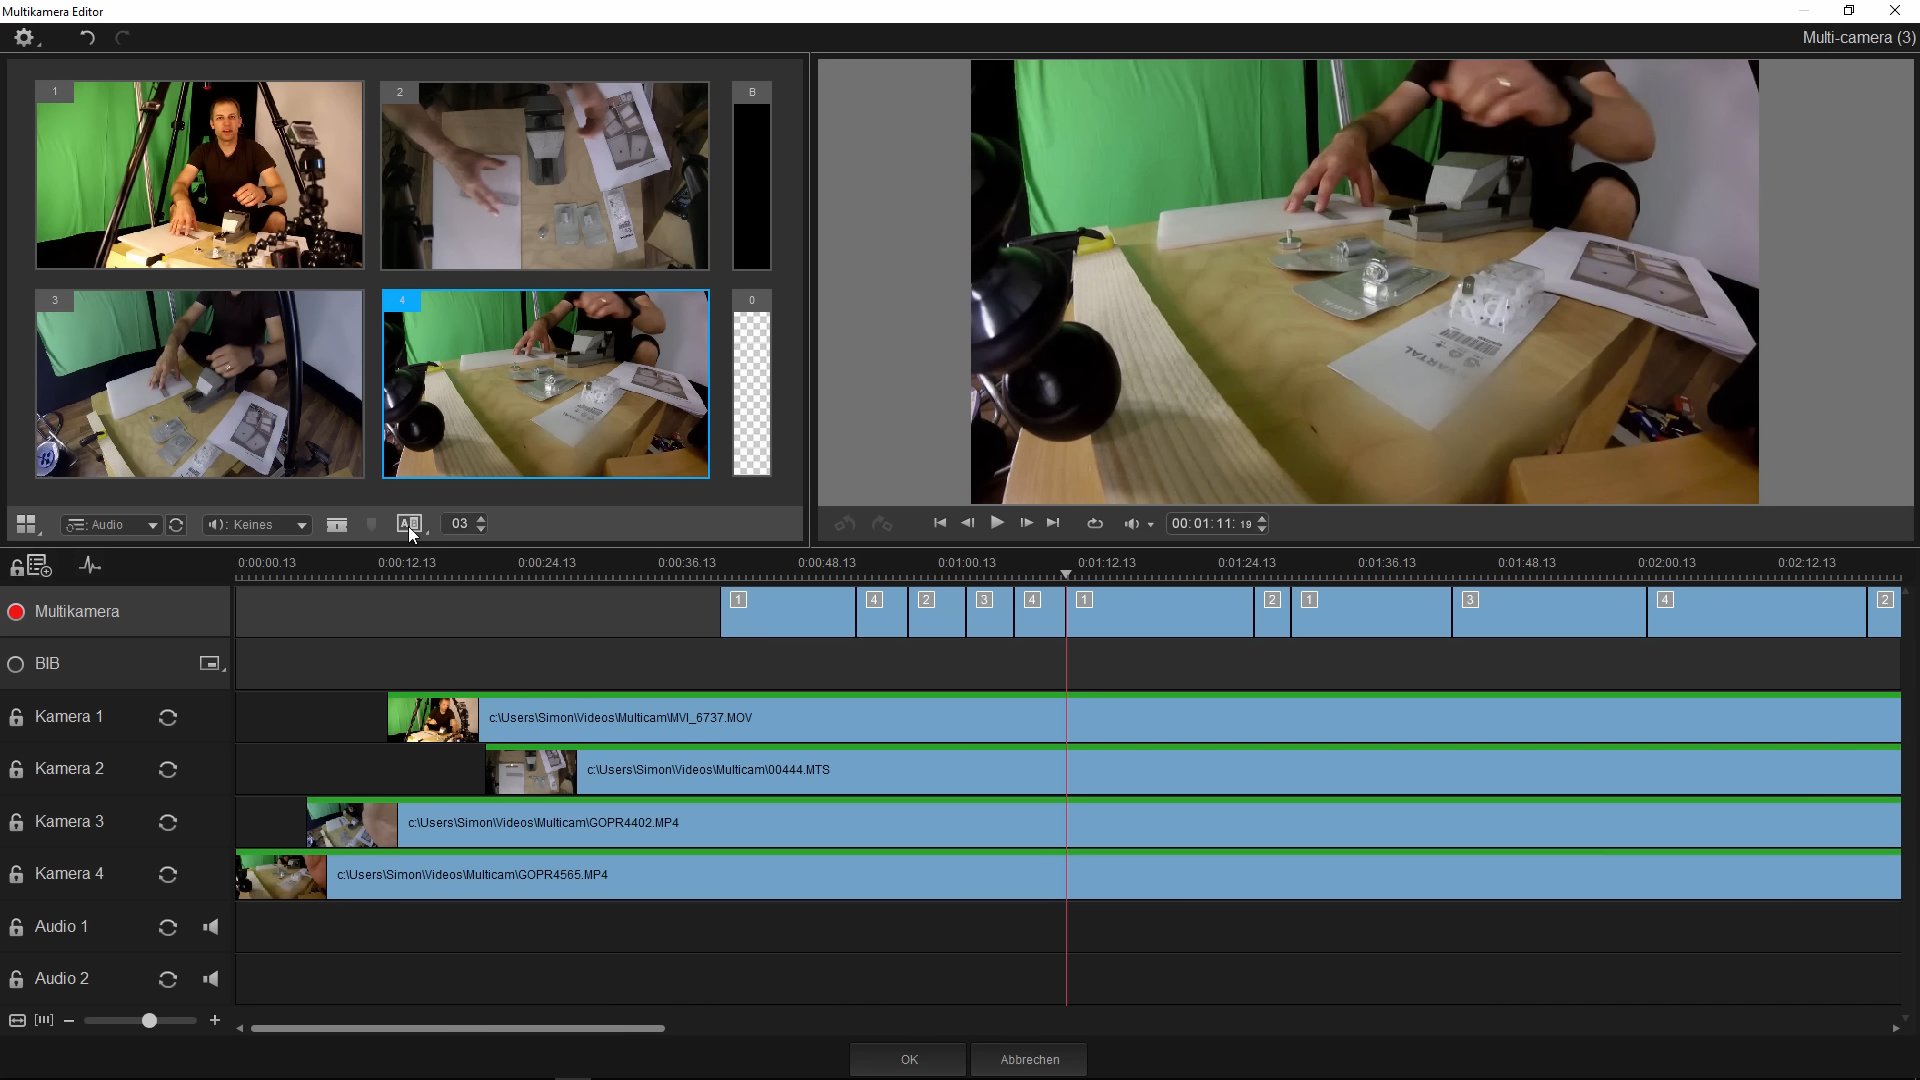 Multikamera Editor
Multi-camera (3)
1
2
B
3
4
0
Audio
Keines
AB
03
00:01:11:19
0:00:00.13
0:00:12.13
0:00:24.13
0:00:36.13
0:00:48.13
0:01:00.13
0:01:12.13
0:01:24.13
0:01:36.13
0:01:48.13
0:02:00.13
0:02:12.13
Multikamera
1
4
2
3
4
1
2
1
3
4
2
BIB
Kamera 1
c:\Users\Simon\Videos\Multicam\MVI_6737.MOV
Kamera 2
c:\Users\Simon\Videos\Multicam\00444.MTS
Kamera 3
c:\Users\Simon\Videos\Multicam\GOPR4402.MP4
Kamera 4
c:\Users\Simon\Videos\Multicam\GOPR4565.MP4
Audio 1
Audio 2
OK
Abbrechen